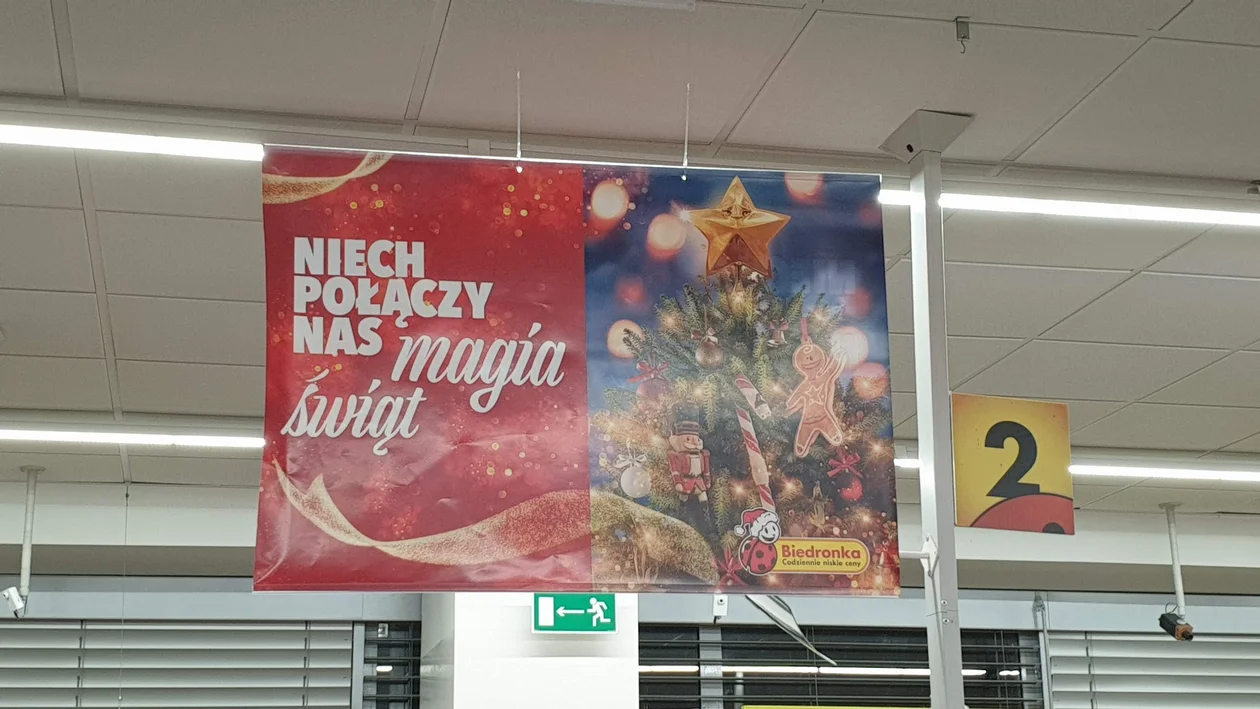 NIECH
POŁĄCZY
NAS magia
świąt
Biedronka
Codziennie niskie ceny
2